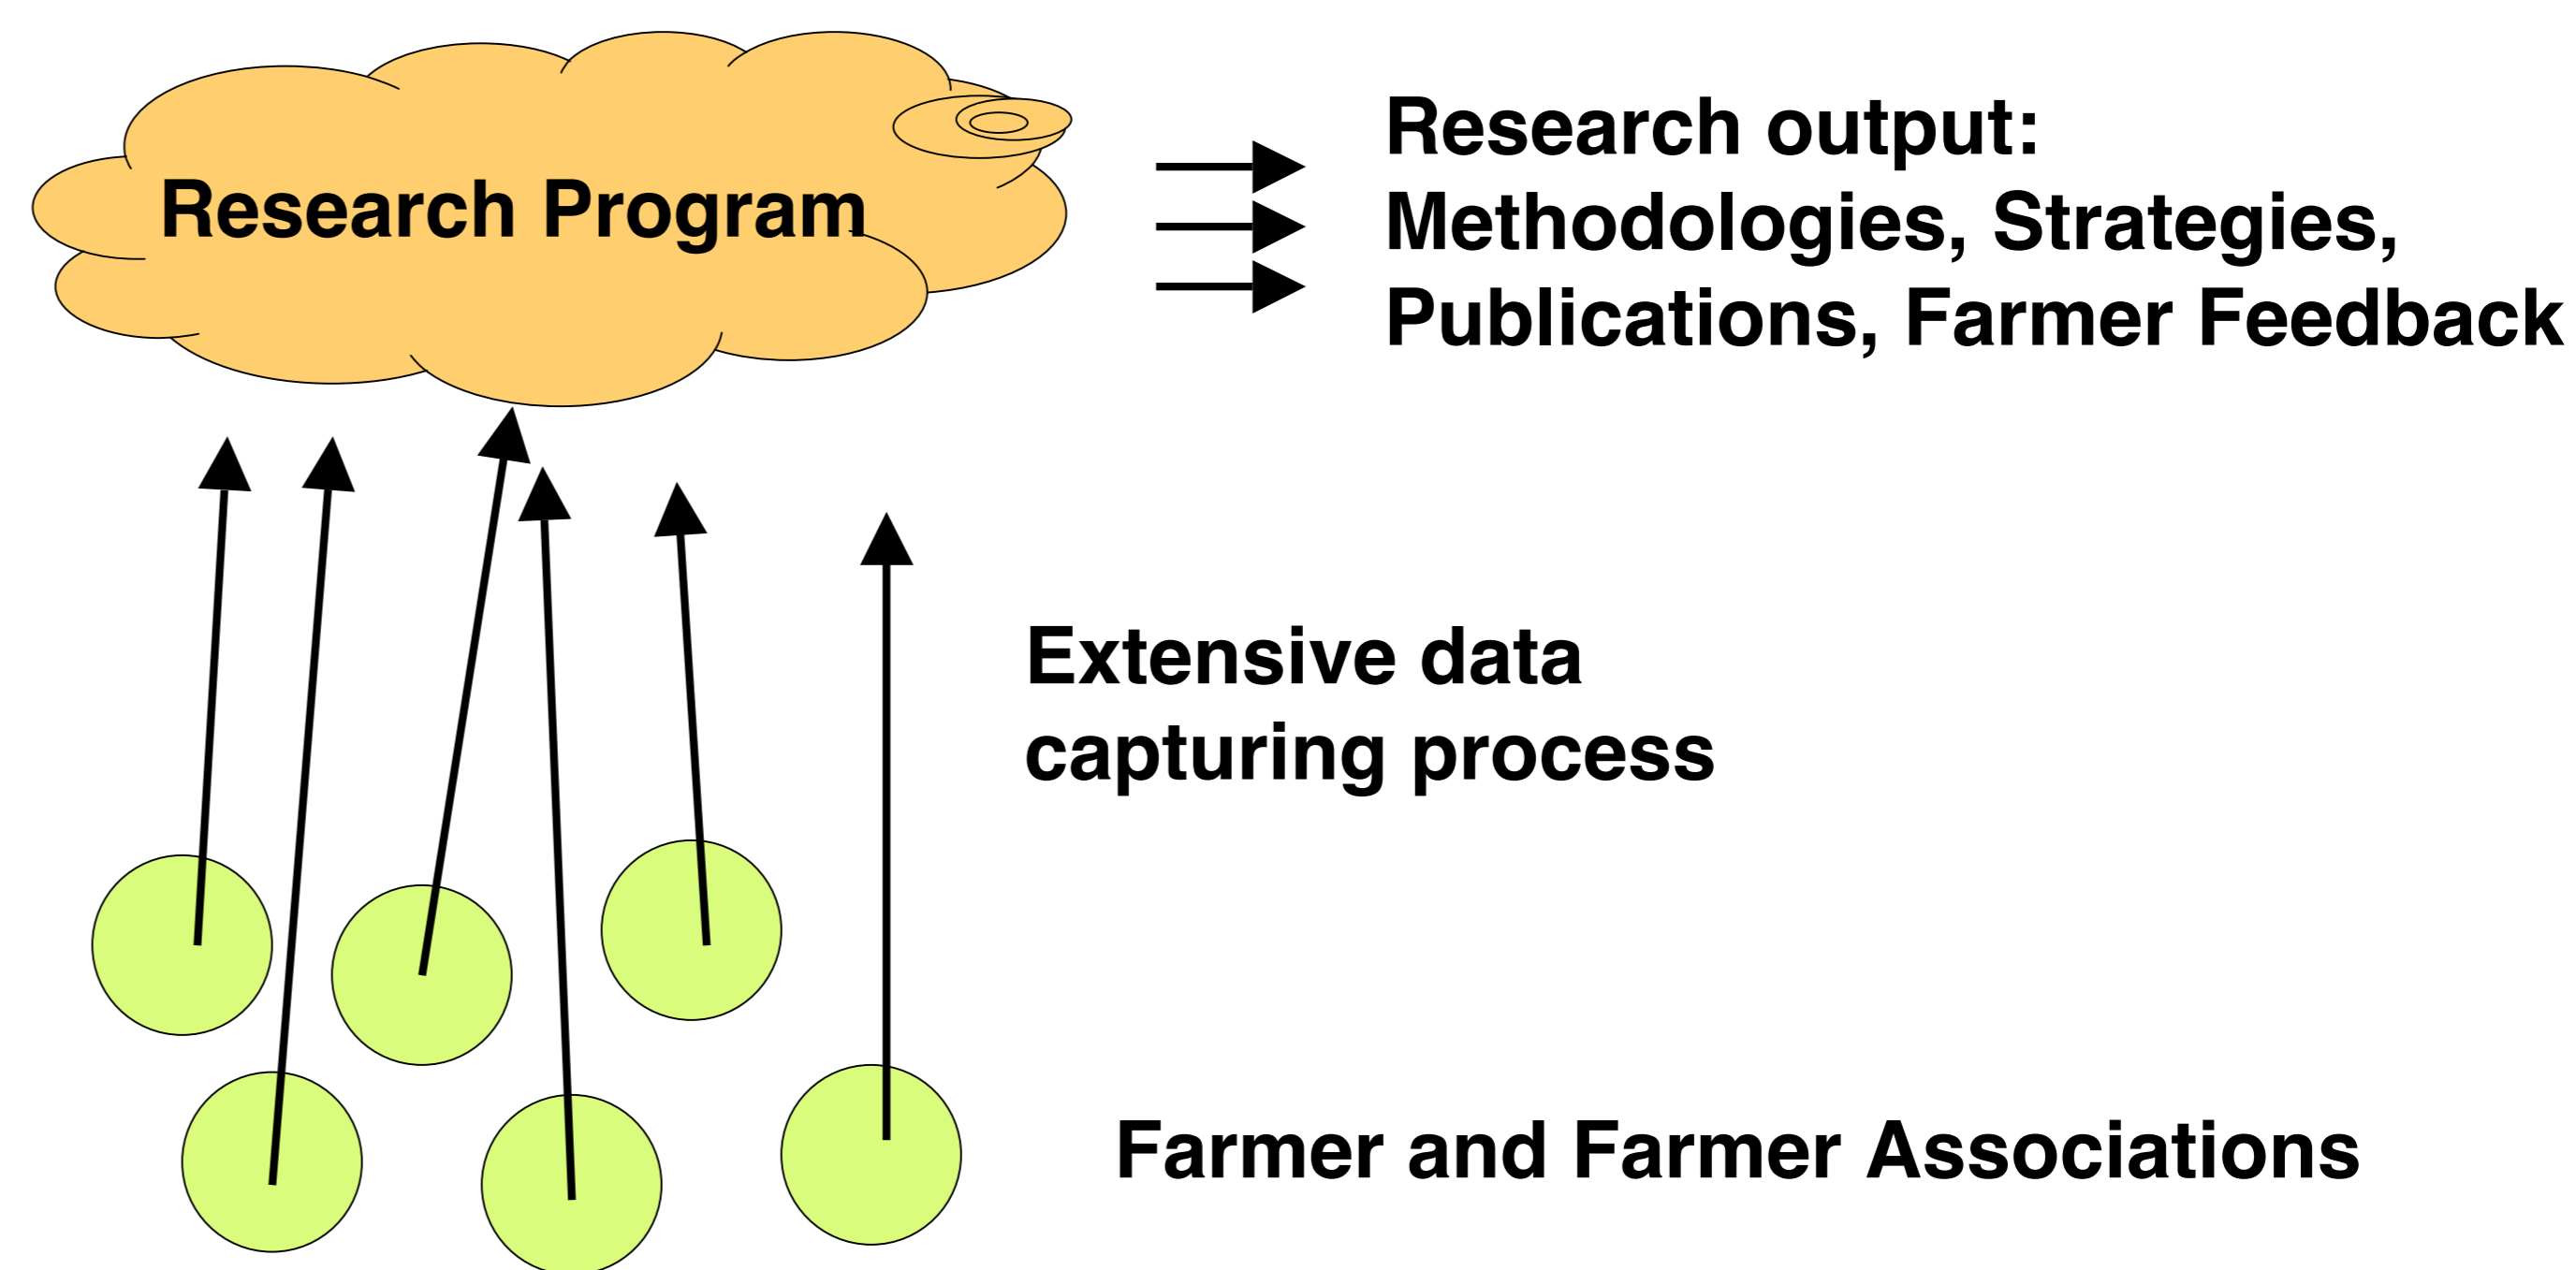 Research Program
Research output:
Methodologies, Strategies,
Publications, Farmer Feedback
Extensive data
capturing process
Farmer and Farmer Associations